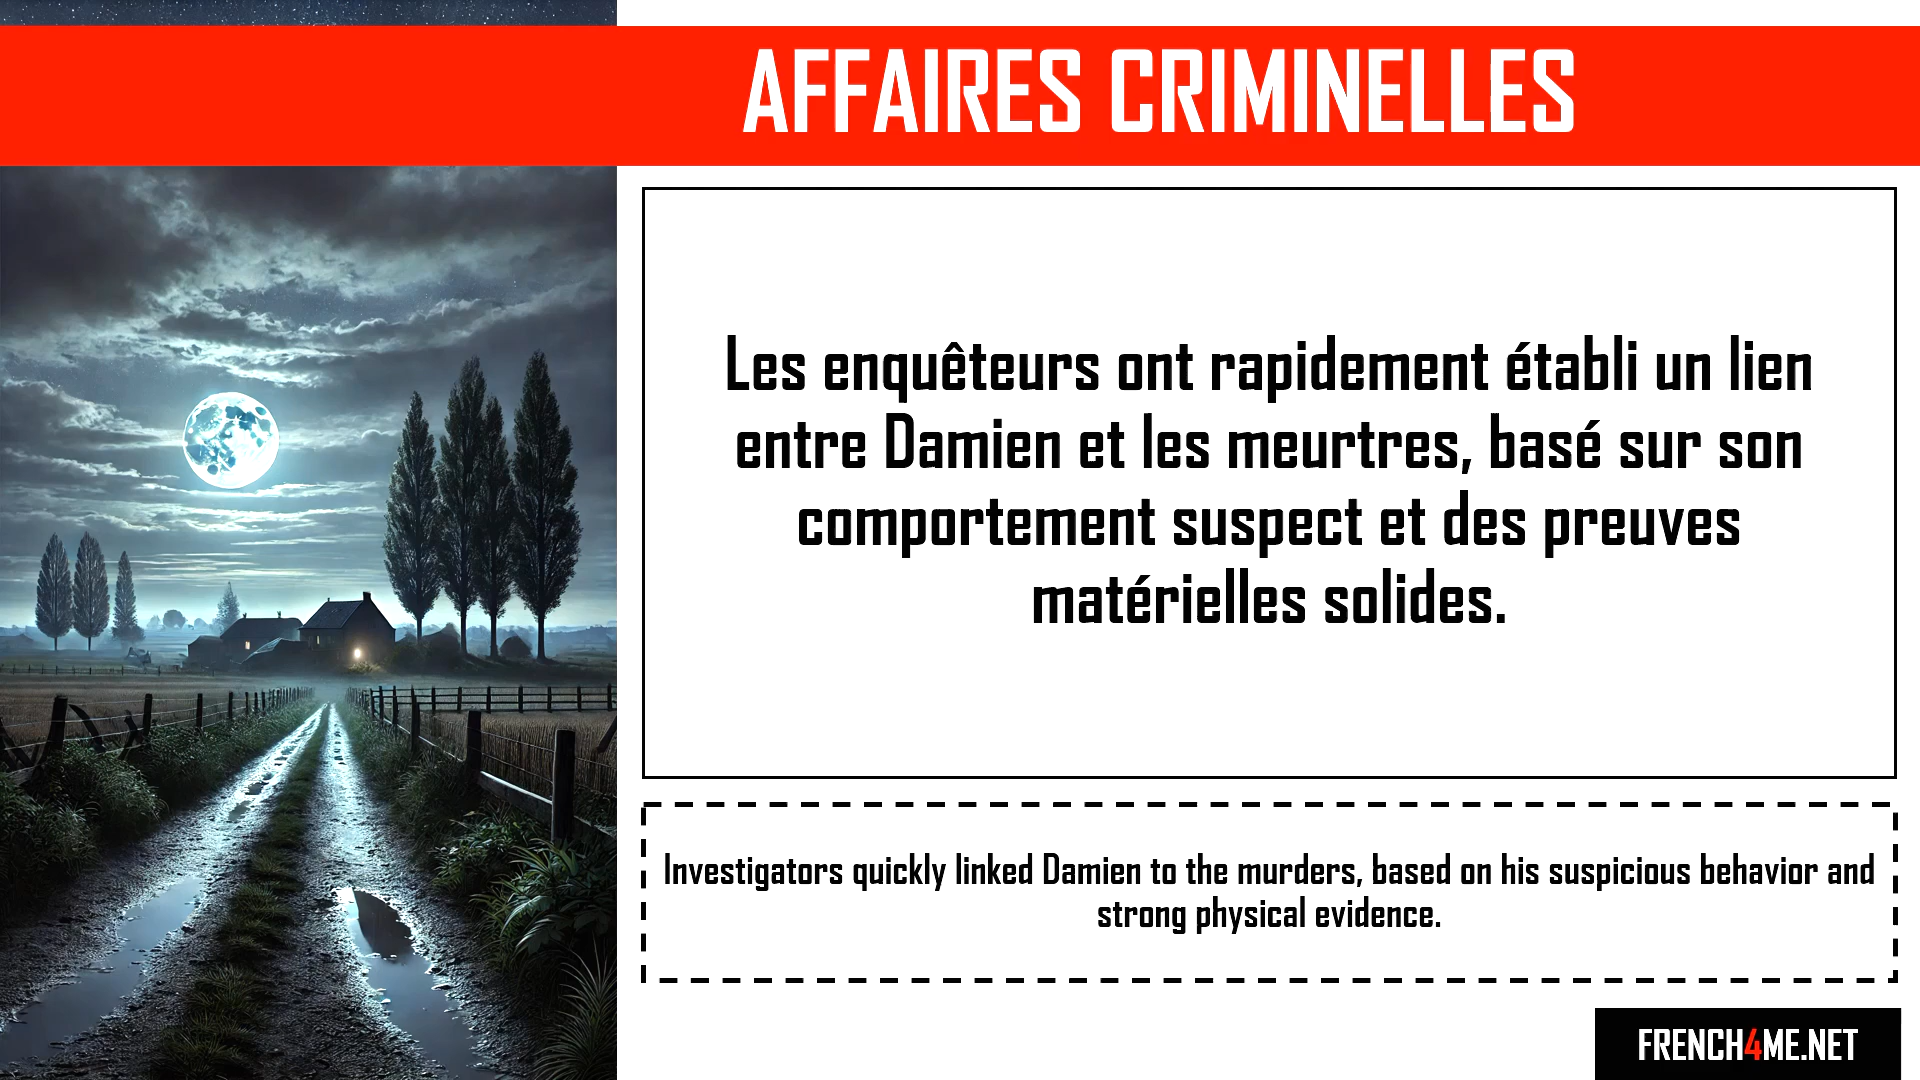 AFFAIRES CRIMINELLES
Les enquêteurs ont rapidement établi un lien
entre Damien et les meurtres, basé sur son
comportement suspect et des preuves
matérielles solides.
Investigators quickly linked Damien to the murders, based on his suspicious behavior and
strong physical evidence.
FRENCH4ME.NET